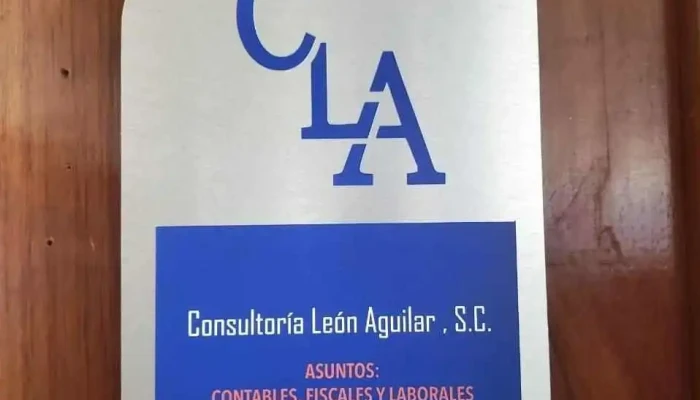 CLA
Consultoría León Aguilar , S.C.
ASUNTOS:
CONTABLES, FISCALES Y LABORALES